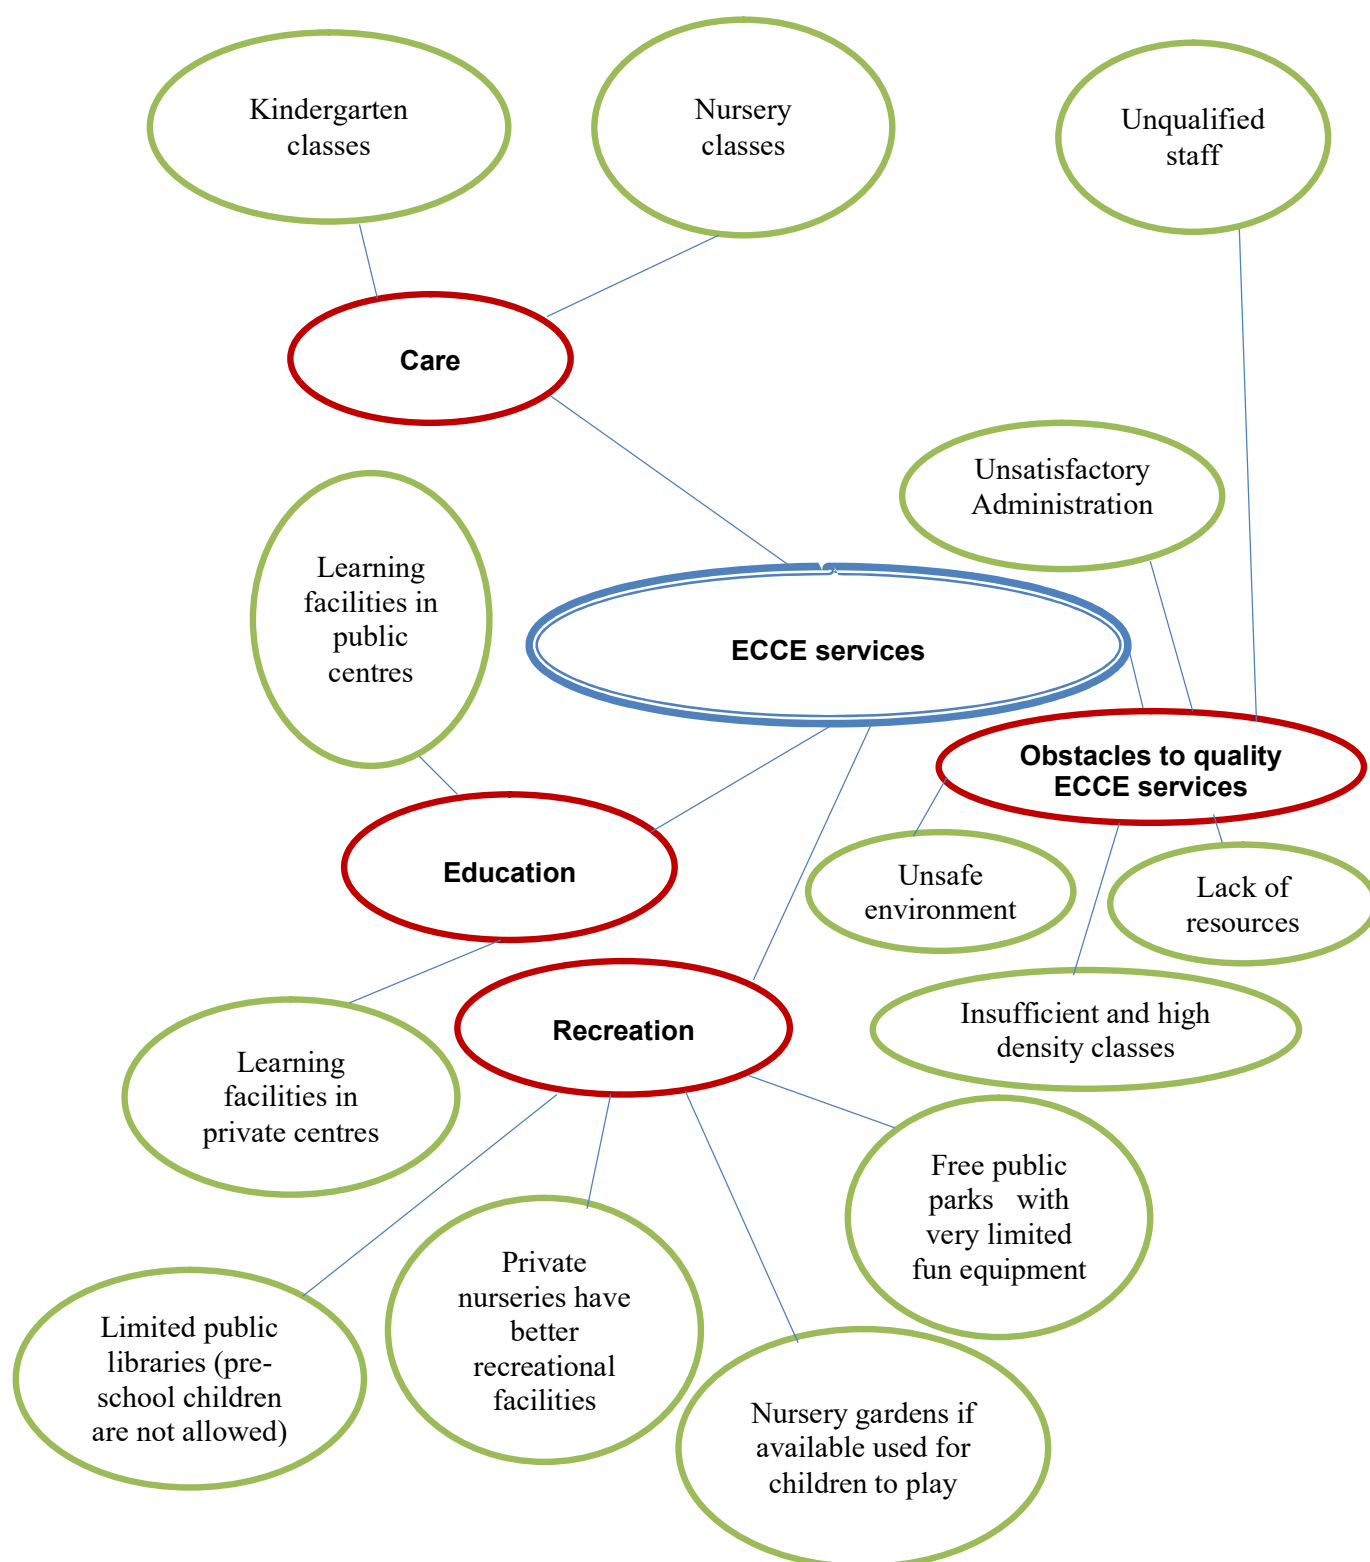 Kindergarten
classes
Nursery
classes
Unqualified
staff
Care
Unsatisfactory
Administration
Learning
facilities in
public
centres
ECCE services
Obstacles to quality
ECCE services
Education
Unsafe
environment
Lack of
resources
Recreation
Insufficient and high
density classes
Learning
facilities in
private centres
Free public
parks with
very limited
fun equipment
Private
nurseries have
better
recreational
facilities
Limited public
libraries (pre-
school children
are not allowed)
Nursery gardens if
available used for
children to play